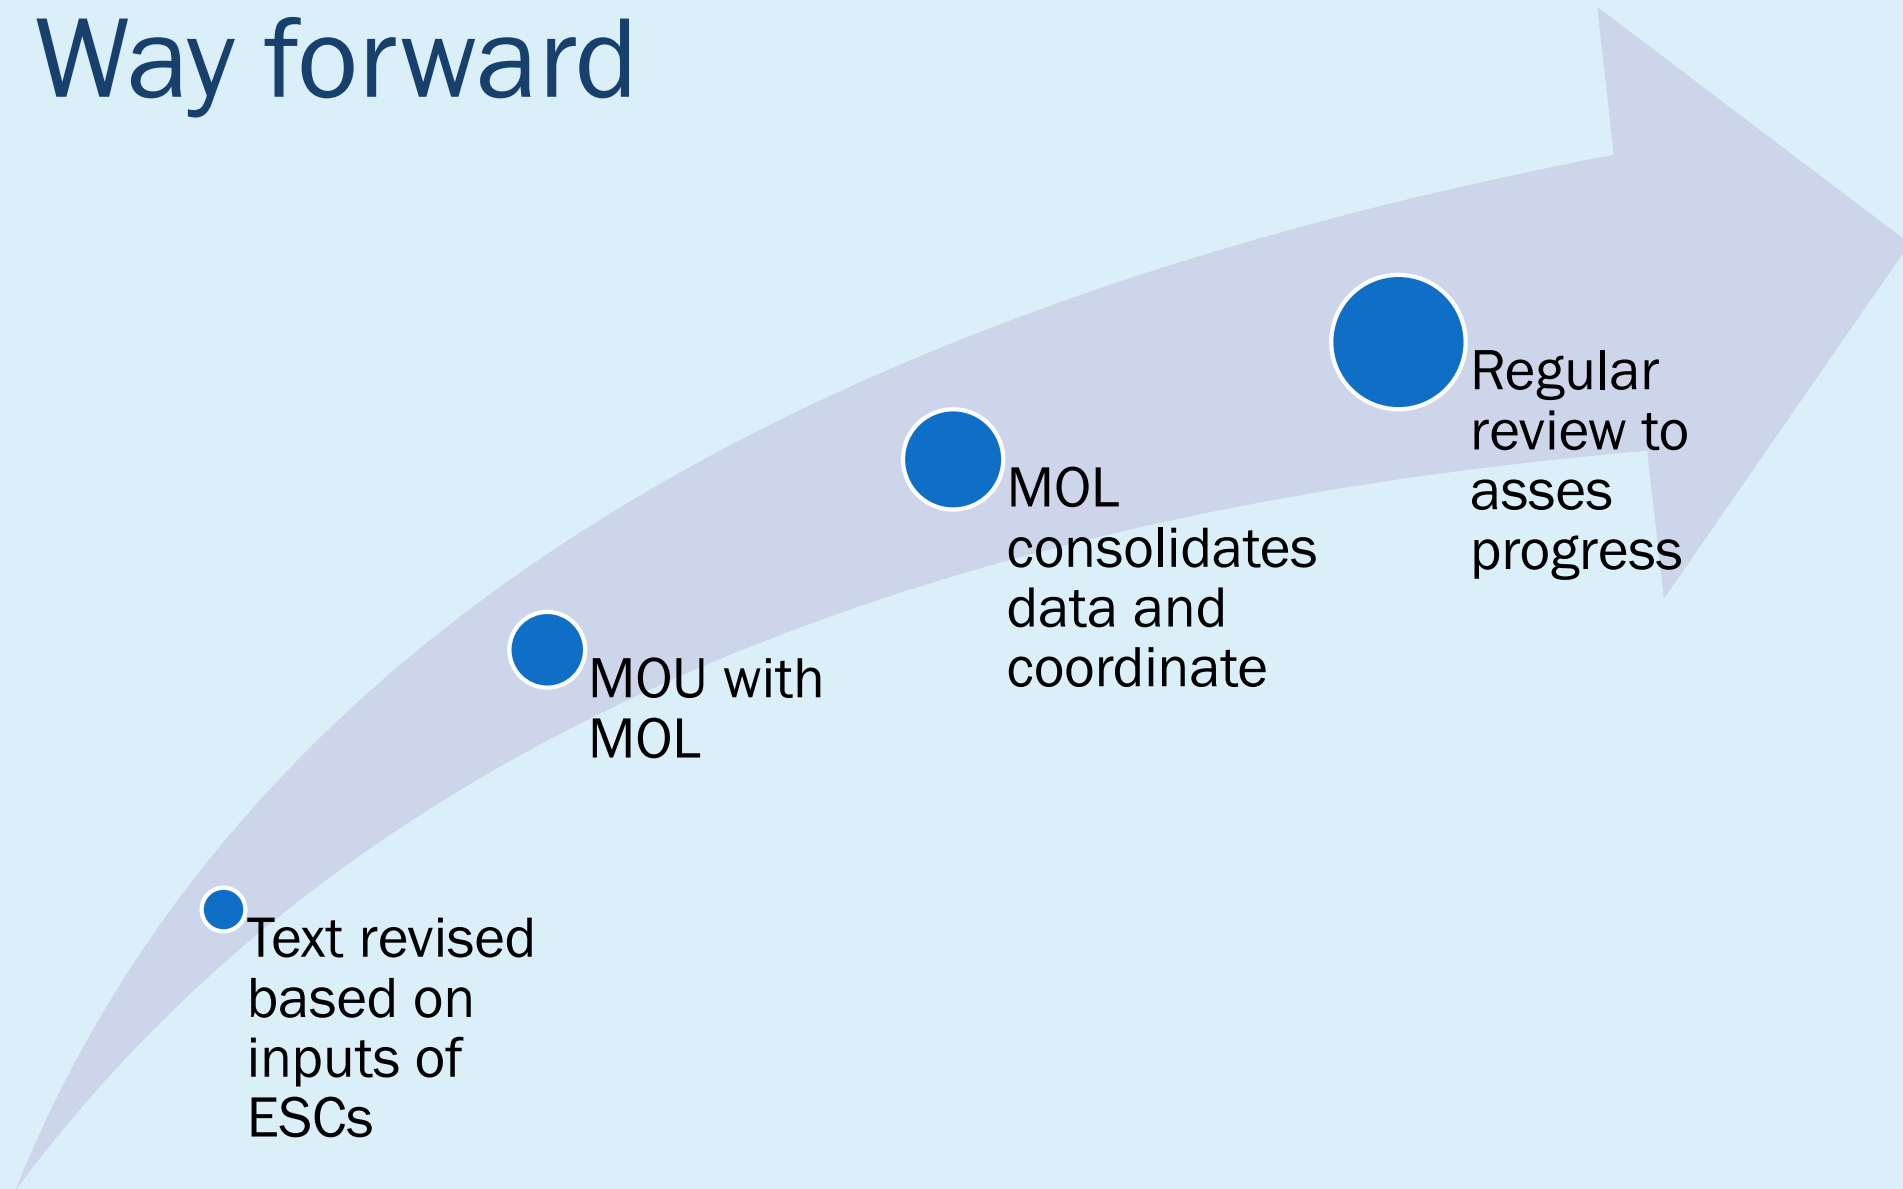 Way forward
Text revised
based on
inputs of
ESCs
MOU with
MOL
MOL
consolidates
data and
coordinate
Regular
review to
asses
progress